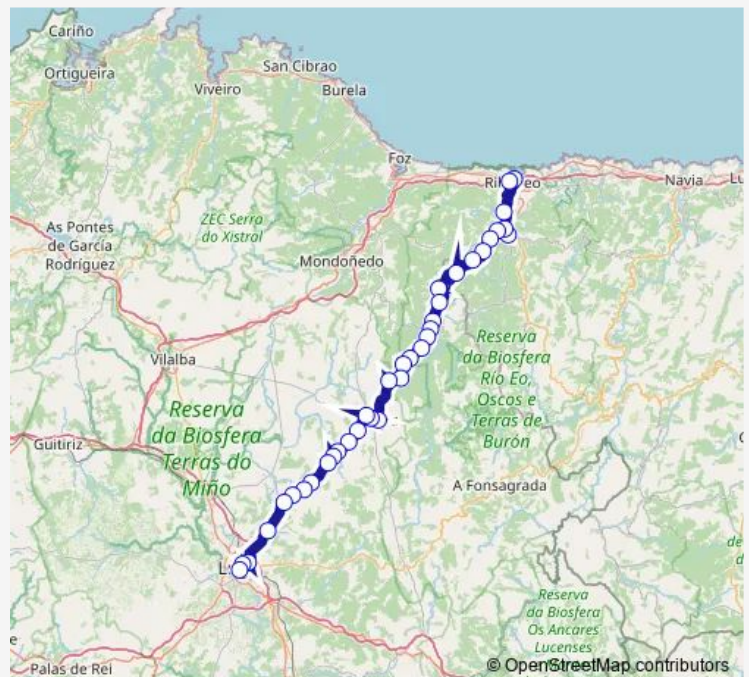 Cariño
Ortigueira
San Cibrao
Viveiro
Burela
Foz
Navia
Lu
ZEC Serra
do Xistral
As Pontes
de García
Rodríguez
Mondoñedo
Reserva
da Biosfera
Río Eo,
Oscos e
Terras de
Burón
Vilalba
Reserva
da Biosfera
Terras do
Miño
Guitiriz
A Fonsagrada
de
d
Reserva
da Biosfera
Os Ancares
Lucenses
e
Palas de Rei
© OpenStreetMap contributors